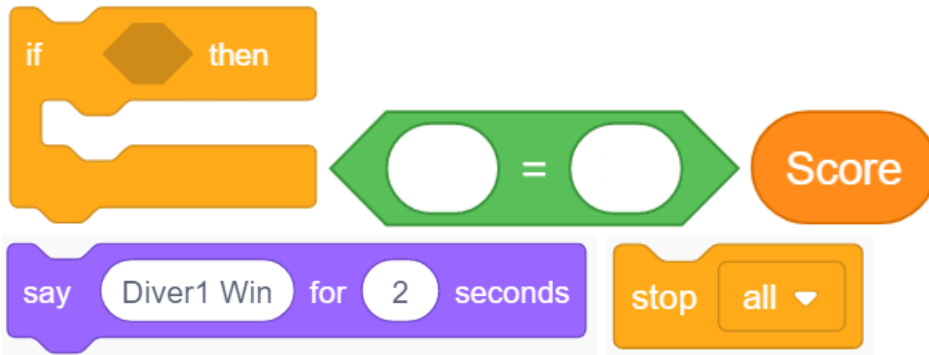 if then
=
Score
say Diver1 Win for 2 seconds
stop all